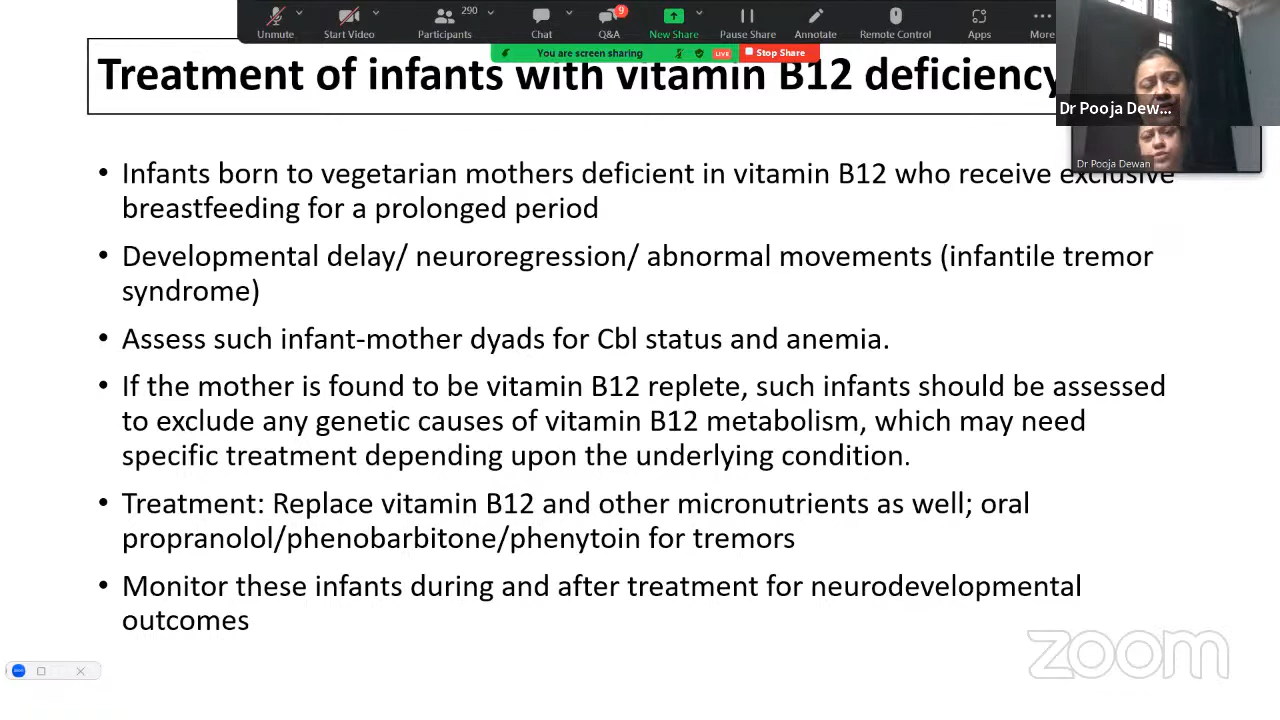 290
9
Unmute
Start Video
Participants
Chat
Q&A
New Share
Pause Share
Annotate
Remote Control
Apps
More
You are screen sharing
LIVE
Stop Share
Treatment of infants with vitamin B12 deficiency
Dr Pooja Dew...
Dr Pooja Dewan
• Infants born to vegetarian mothers deficient in vitamin B12 who receive exclusive
breastfeeding for a prolonged period
• Developmental delay/ neuroregression/ abnormal movements (infantile tremor
syndrome)
• Assess such infant-mother dyads for Cbl status and anemia.
• If the mother is found to be vitamin B12 replete, such infants should be assessed
to exclude any genetic causes of vitamin B12 metabolism, which may need
specific treatment depending upon the underlying condition.
• Treatment: Replace vitamin B12 and other micronutrients as well; oral
propranolol/phenobarbitone/phenytoin for tremors
• Monitor these infants during and after treatment for neurodevelopmental
outcomes
zoom